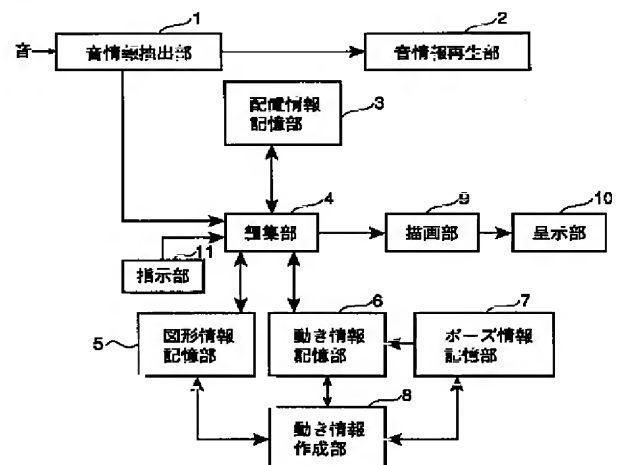 1
2
音
音情報抽出部
音情報再生部
配置情報
記憶部
3
4
9
10
編集部
描画部
呈示部
11
指示部
6
7
5
図形情報
記憶部
動き情報
記憶部
ポーズ情報
記憶部
8
動き情報
作成部